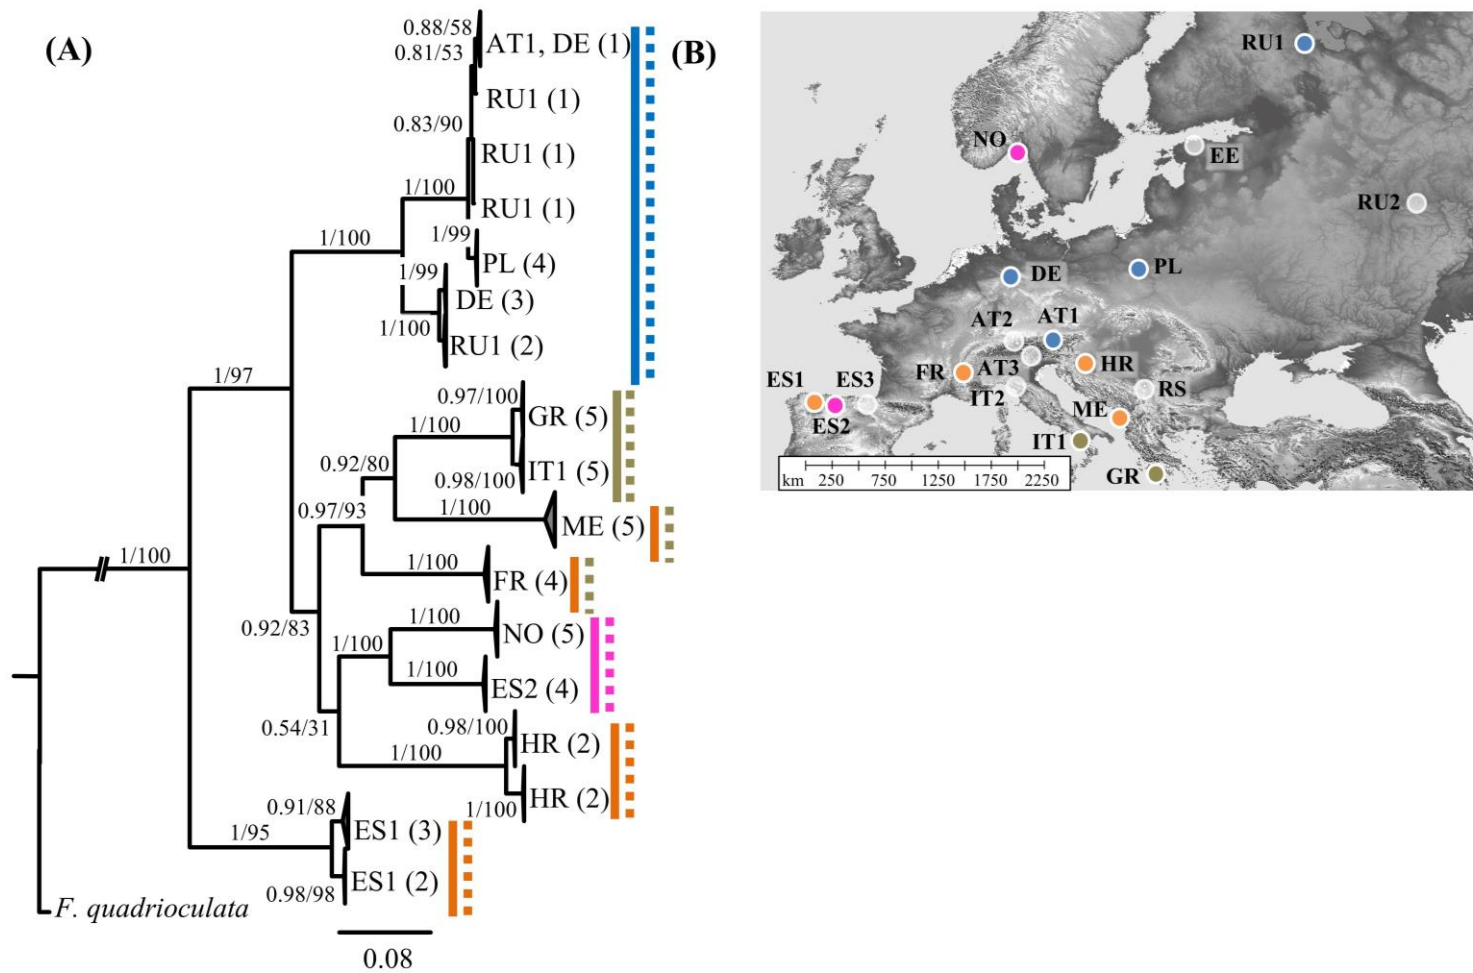 (A)
0.88/58
AT1, DE (1)
0.81/53
RU1 (1)
0.83/90
RU1 (1)
1/100
RU1 (1)
1/100
1/99
PL (4)
1/99
DE (3)
1/100
RU1 (2)
1/97
0.97/100
GR (5)
1/100
0.92/80
IT1 (5)
0.98/100
1/100
0.97/93
ME (5)
1/100
1/100
FR (4)
1/100
NO (5)
0.92/83
1/100
1/100
ES2 (4)
0.54/31
0.98/100
HR (2)
1/100
HR (2)
1/100
0.91/88
ES1 (3)
1/95
ES1 (2)
0.98/98
F. quadrioculata
0.08
(B)
RU1
NO
EE
RU2
DE
PL
AT2
AT1
AT3
HR
FR
ES1
ES3
IT2
RS
ES2
ME
IT1
GR
km 250 750 1250 1750 2250